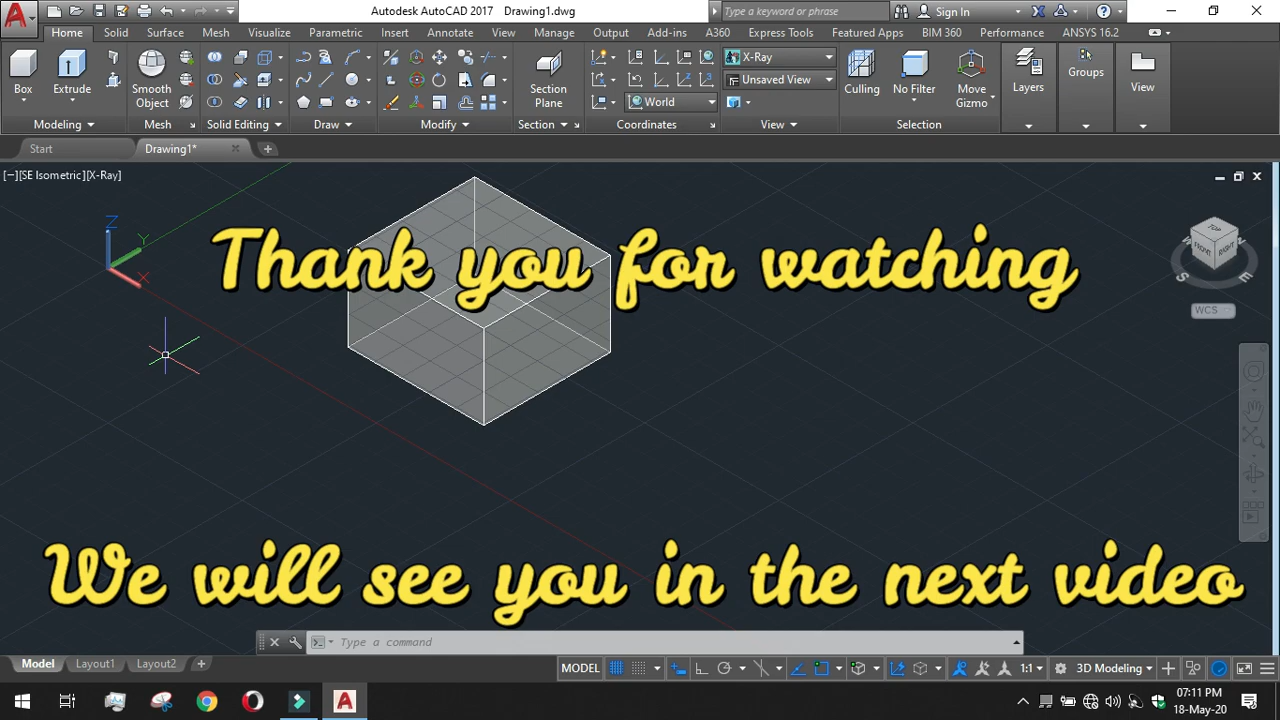 Autodesk AutoCAD 2017 Drawing1.dwg
Type a keyword or phrase
Sign In
Home Solid Surface Mesh Visualize Parametric Insert Annotate View Manage Output Add-ins A360 Express Tools Featured Apps BIM 360 Performance ANSYS 16.2
Box
Extrude
Smooth Object
Section Plane
X-Ray
Unsaved View
World
Culling
No Filter
Move Gizmo
Layers
Groups
View
Modeling Mesh Solid Editing Draw Modify Section Coordinates View Selection
Start Drawing1* +
[−][SE Isometric][X-Ray]
Z
Y
X
TOP
FRONT RIGHT
S E
WCS
Thank you for watching
We will see you in the next video
Type a command
Model Layout1 Layout2 +
MODEL 1:1 3D Modeling
07:11 PM
18-May-20